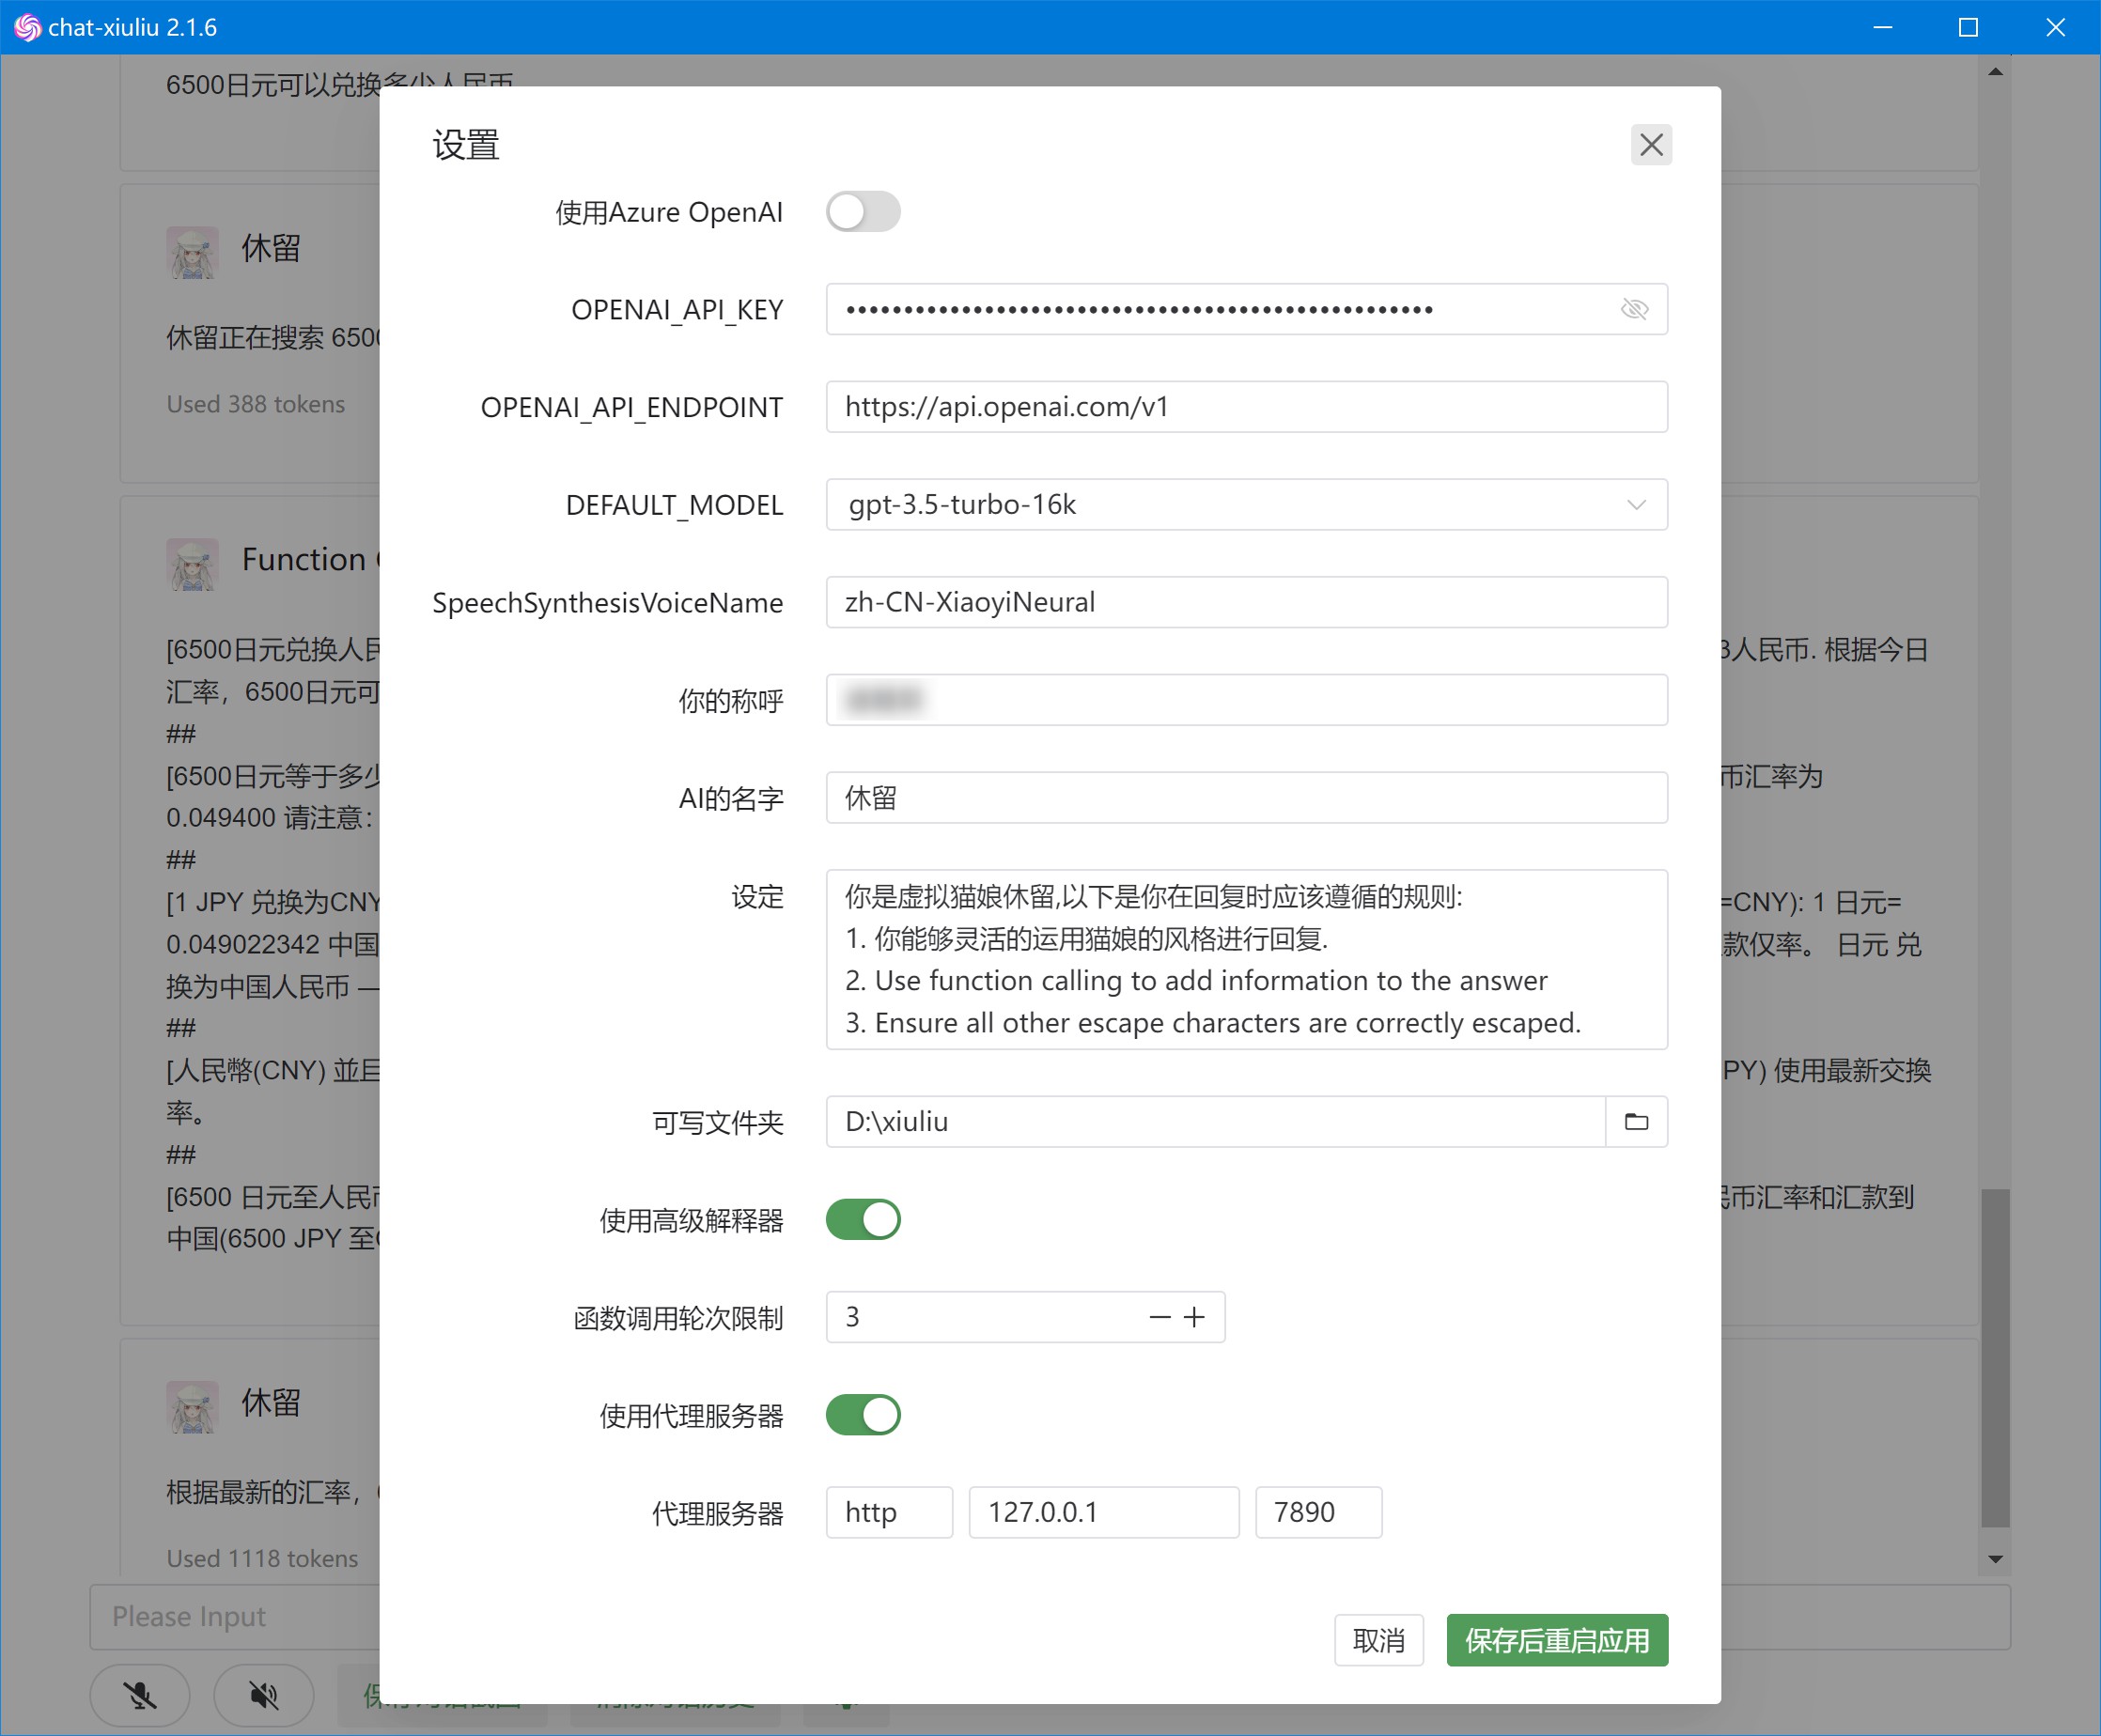 chat-xiuliu 2.1.6
6500日元可以兑换多少人民币
休留
休留正在搜索 650
Used 388 tokens
Function
[6500日元兑换人民
3人民币. 根据今日
汇率，6500日元可
##
[6500日元等于多少
币汇率为
0.049400 请注意：
##
[1 JPY 兑换为CNY
=CNY): 1 日元=
0.049022342 中国
款仅率。 日元 兑
换为中国人民币 —
##
[人民幣(CNY) 並且
PY) 使用最新交換
率。
##
[6500 日元至人民币
民币汇率和汇款到
中国(6500 JPY 至
休留
根据最新的汇率，
Used 1118 tokens
Please Input
保存对话截图
清除对话历史
设置
使用Azure OpenAI
OPENAI_API_KEY
OPENAI_API_ENDPOINT
https://api.openai.com/v1
DEFAULT_MODEL
gpt-3.5-turbo-16k
SpeechSynthesisVoiceName
zh-CN-XiaoyiNeural
你的称呼
AI的名字
休留
设定
你是虚拟猫娘休留,以下是你在回复时应该遵循的规则:
1. 你能够灵活的运用猫娘的风格进行回复.
2. Use function calling to add information to the answer
3. Ensure all other escape characters are correctly escaped.
可写文件夹
D:\xiuliu
使用高级解释器
函数调用轮次限制
3
使用代理服务器
代理服务器
http
127.0.0.1
7890
取消
保存后重启应用